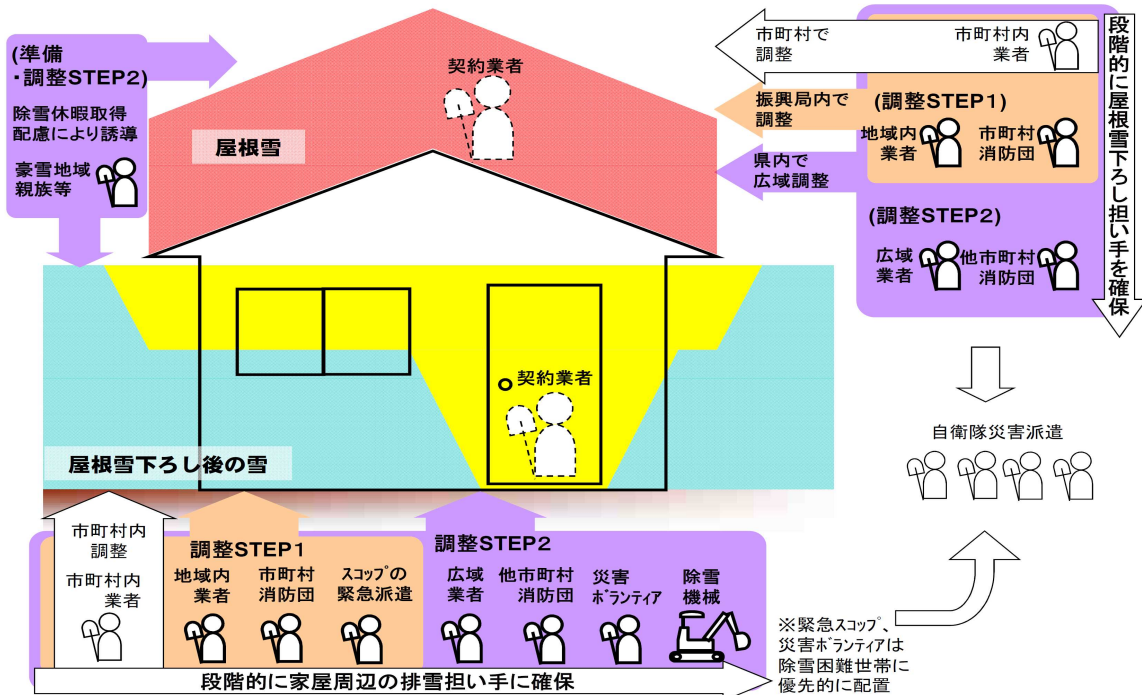 (準備
・調整STEP2)
除雪休暇取得
配慮により誘導
豪雪地域
親族等
契約業者
屋根雪
市町村で
調整
市町村内
業者
振興局内で
調整
(調整STEP1)
地域内
業者
市町村
消防団
県内で
広域調整
(調整STEP2)
広域
業者
他市町村
消防団
段階的に屋根雪下ろし担い手を確保
契約業者
屋根雪下ろし後の雪
自衛隊災害派遣
市町村内
調整
市町村内
業者
調整STEP1
地域内
業者
市町村
消防団
スコップの
緊急派遣
調整STEP2
広域
業者
他市町村
消防団
災害
ボランティア
除雪
機械
段階的に家屋周辺の排雪担い手に確保
※緊急スコップ、
災害ボランティアは
除雪困難世帯に
優先的に配置